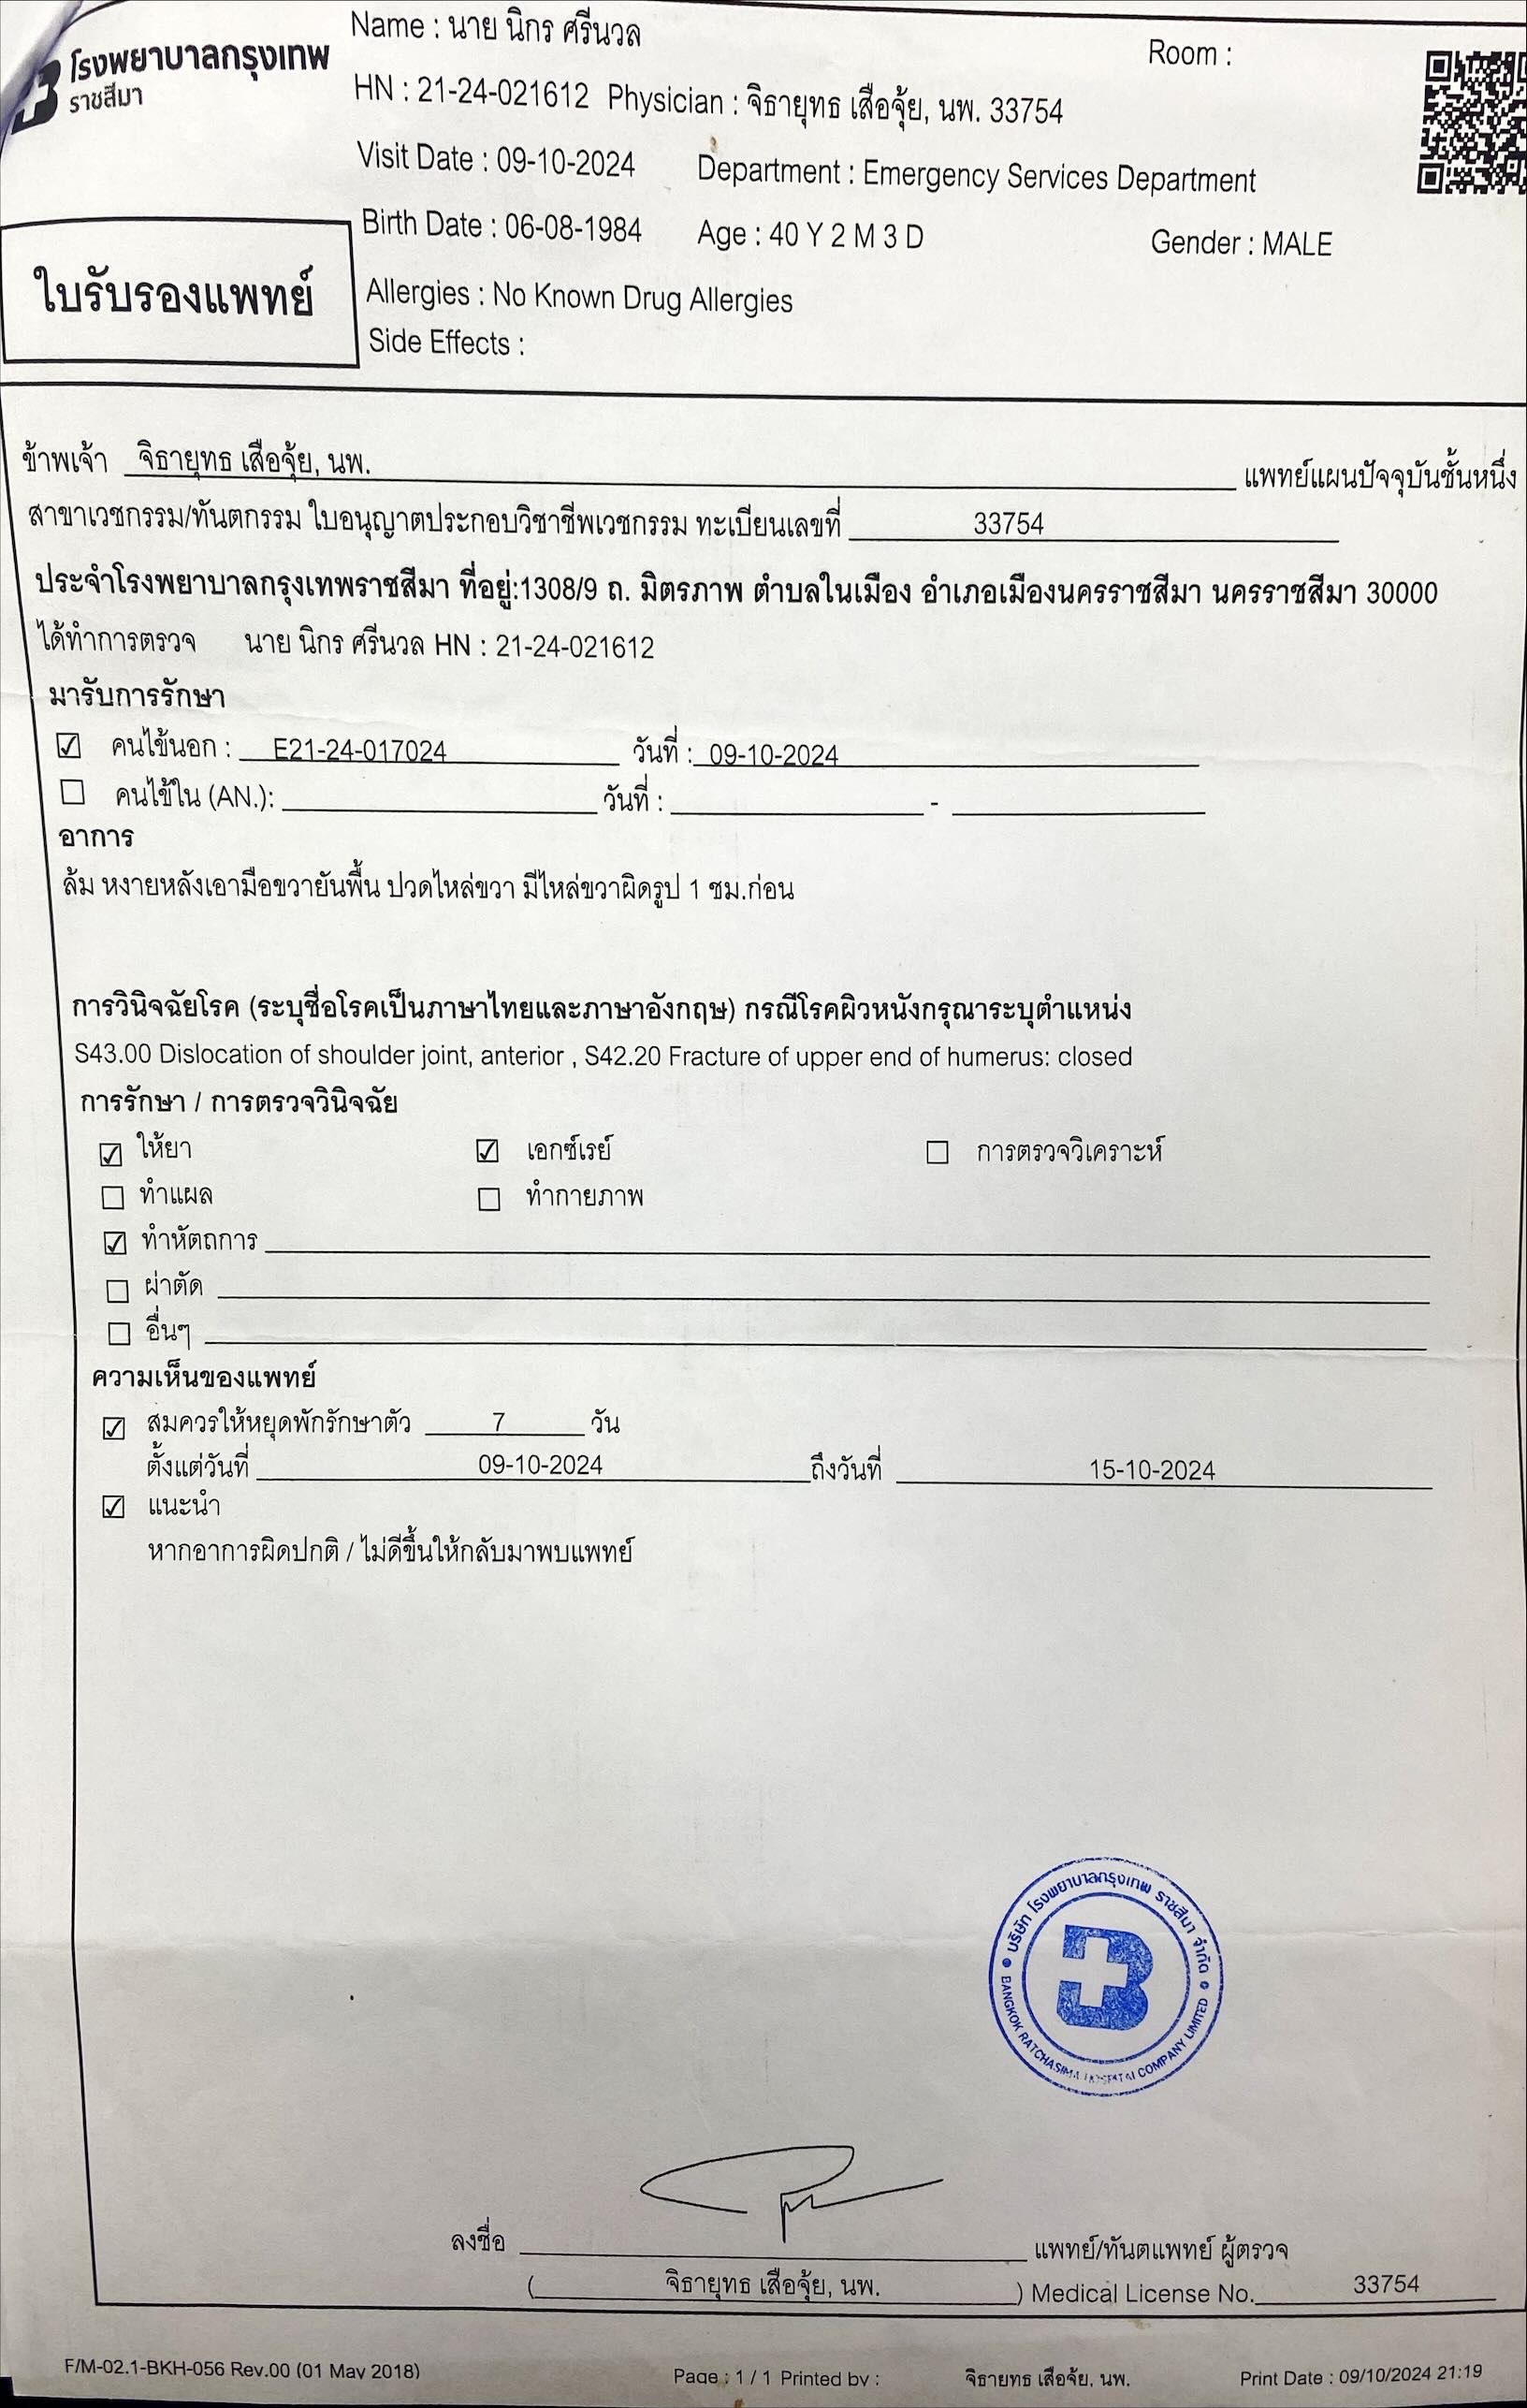 โรงพยาบาลกรุงเทพ
ราชสีมา
Name : นาย นิกร ศรีนวล
Room :
HN : 21-24-021612 Physician : จิธายุทธ เสือจุ้ย, นพ. 33754
Visit Date : 09-10-2024 Department : Emergency Services Department
Birth Date : 06-08-1984 Age : 40 Y 2 M 3 D Gender : MALE
ใบรับรองแพทย์
Allergies : No Known Drug Allergies
Side Effects :
ข้าพเจ้า จิธายุทธ เสือจุ้ย, นพ. แพทย์แผนปัจจุบันชั้นหนึ่ง
สาขาเวชกรรม/ทันตกรรม ใบอนุญาตประกอบวิชาชีพเวชกรรม ทะเบียนเลขที่ 33754
ประจำโรงพยาบาลกรุงเทพราชสีมา ที่อยู่:1308/9 ถ. มิตรภาพ ตำบลในเมือง อำเภอเมืองนครราชสีมา นครราชสีมา 30000
ได้ทำการตรวจ นาย นิกร ศรีนวล HN : 21-24-021612
มารับการรักษา
☑ คนไข้นอก : E21-24-017024 วันที่ : 09-10-2024
☐ คนไข้ใน (AN.): วันที่ : -
อาการ
ล้ม หงายหลังเอามือขวายันพื้น ปวดไหล่ขวา มีไหล่ขวาผิดรูป 1 ชม.ก่อน
การวินิจฉัยโรค (ระบุชื่อโรคเป็นภาษาไทยและภาษาอังกฤษ) กรณีโรคผิวหนังกรุณาระบุตำแหน่ง
S43.00 Dislocation of shoulder joint, anterior , S42.20 Fracture of upper end of humerus: closed
การรักษา / การตรวจวินิจฉัย
☑ ให้ยา ☑ เอกซ์เรย์ ☐ การตรวจวิเคราะห์
☐ ทำแผล ☐ ทำกายภาพ
☑ ทำหัตถการ
☐ ผ่าตัด
☐ อื่นๆ
ความเห็นของแพทย์
☑ สมควรให้หยุดพักรักษาตัว 7 วัน
ตั้งแต่วันที่ 09-10-2024 ถึงวันที่ 15-10-2024
☑ แนะนำ
หากอาการผิดปกติ / ไม่ดีขึ้นให้กลับมาพบแพทย์
บริษัท โรงพยาบาลกรุงเทพ ราชสีมา จำกัด
BANGKOK RATCHASIMA HOSPITAL COMPANY LIMITED
ลงชื่อ แพทย์/ทันตแพทย์ ผู้ตรวจ
( จิธายุทธ เสือจุ้ย, นพ. ) Medical License No. 33754
F/M-02.1-BKH-056 Rev.00 (01 May 2018) Page : 1 / 1 Printed by : จิธายุทธ เสือจุ้ย, นพ. Print Date : 09/10/2024 21:19